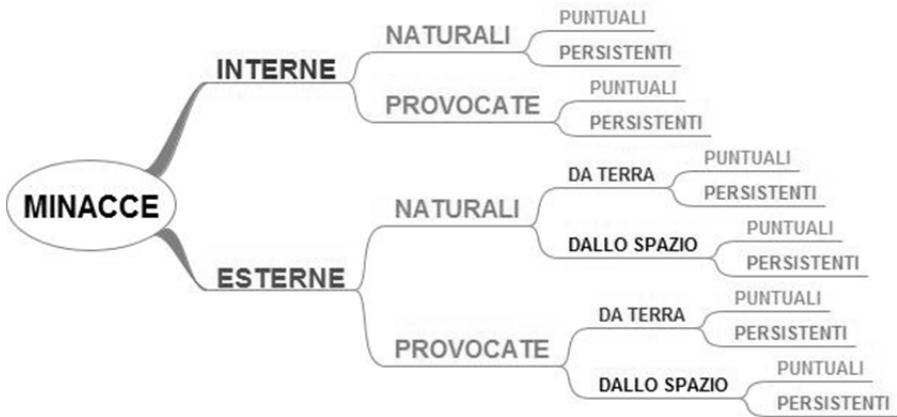 MINACCE
INTERNE
NATURALI
PUNTUALI
PERSISTENTI
PROVOCATE
PUNTUALI
PERSISTENTI
ESTERNE
NATURALI
DA TERRA
PUNTUALI
PERSISTENTI
DALLO SPAZIO
PUNTUALI
PERSISTENTI
PROVOCATE
DA TERRA
PUNTUALI
PERSISTENTI
DALLO SPAZIO
PUNTUALI
PERSISTENTI